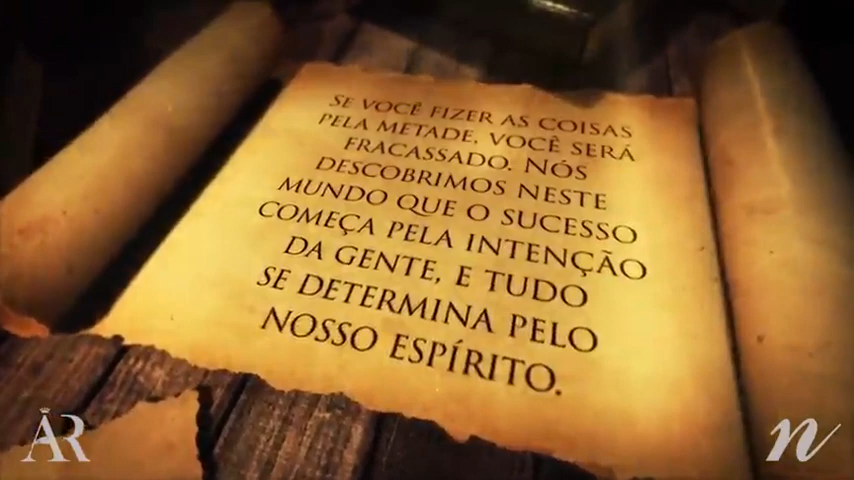 SE VOCÊ FIZER AS COISAS
PELA METADE, VOCÊ SERÁ
FRACASSADO. NÓS
DESCOBRIMOS NESTE
MUNDO QUE O SUCESSO
COMEÇA PELA INTENÇÃO
DA GENTE, E TUDO
SE DETERMINA PELO
NOSSO ESPÍRITO.
AR
n